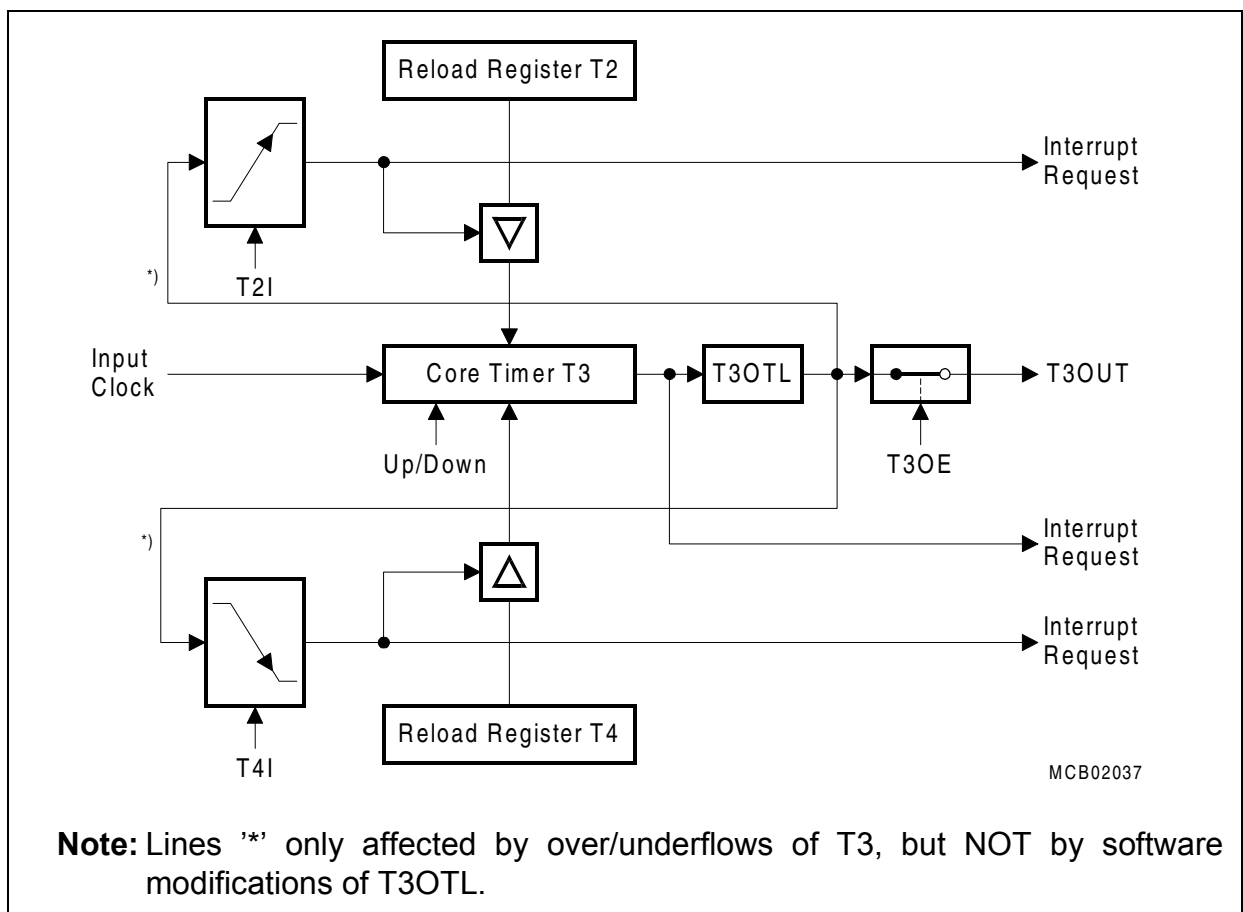 Reload Register T2
Interrupt
Request
*)
T2I
Input
Clock
Core Timer T3
T3OTL
T3OUT
Up/Down
T3OE
*)
Interrupt
Request
Interrupt
Request
Reload Register T4
T4I
MCB02037
Note: Lines ’*’ only affected by over/underflows of T3, but NOT by software
modifications of T3OTL.